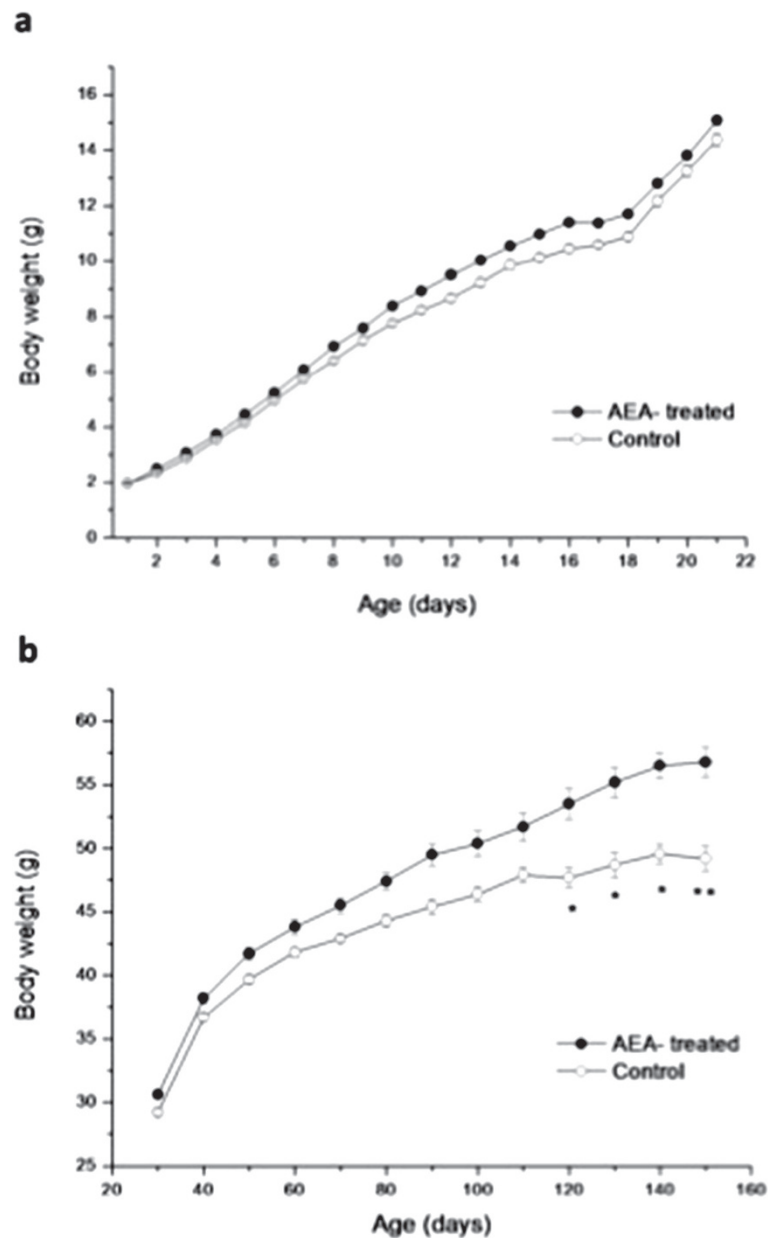 a
16
14
12
10
8
6
4
2
0
Body weight (g)
AEA- treated
Control
2 4 6 8 10 12 14 16 18 20 22
Age (days)
b
60
55
50
45
40
35
30
25
Body weight (g)
AEA- treated
Control
20 40 60 80 100 120 140 160
Age (days)